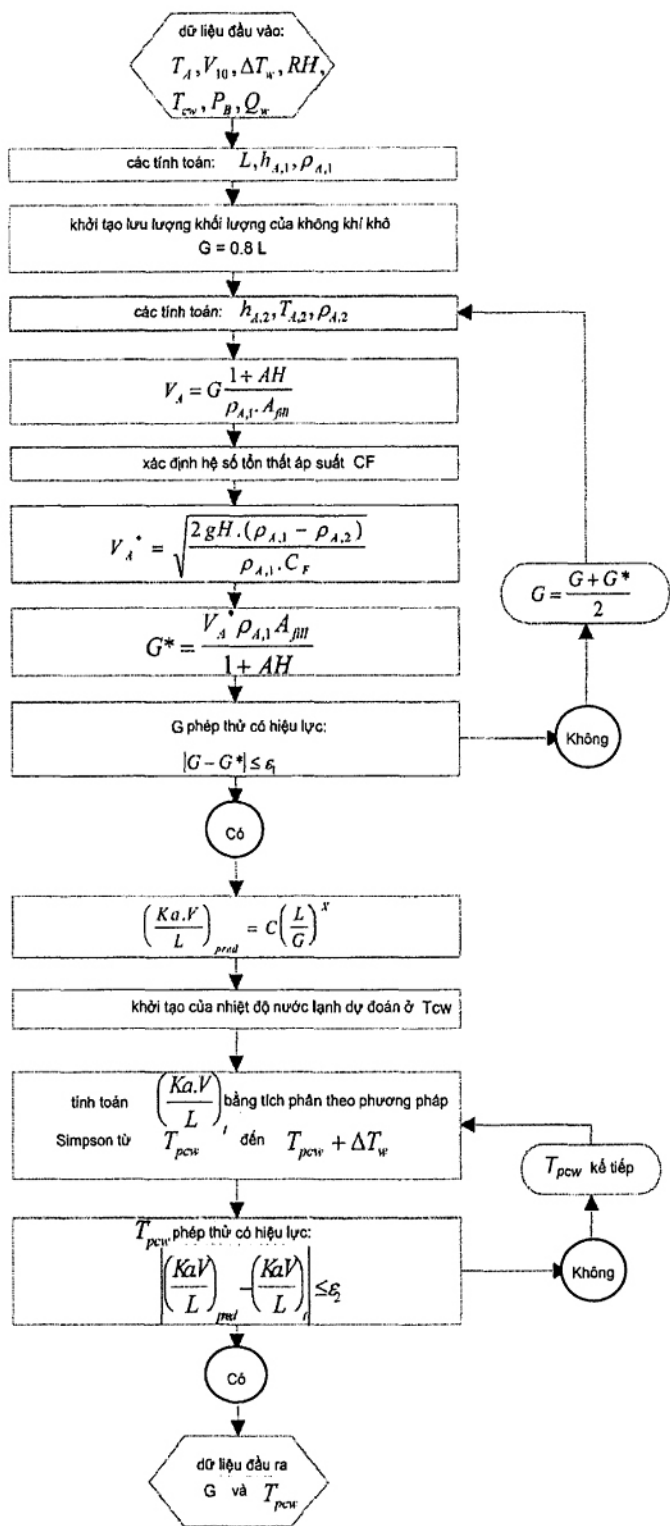 dữ liệu đầu vào:
T_A, V_10, ΔT_w, RH,
T_cw, P_B, Q_w
các tính toán: L, h_A,1, ρ_A,1
khởi tạo lưu lượng khối lượng của không khí khô
G = 0.8 L
các tính toán: h_A,2, T_A,2, ρ_A,2
V_A = G (1 + AH) / (ρ_A,1 . A_fill)
xác định hệ số tổn thất áp suất CF
V_A* = √(2gH.(ρ_A,1 − ρ_A,2) / (ρ_A,1 . C_F))
G* = V_A* ρ_A,1 A_fill / (1 + AH)
G = (G + G*) / 2
G phép thử có hiệu lực:
|G − G*| ≤ ε_1
Không
Có
(Ka.V / L)_pred = C (L / G)^x
khởi tạo của nhiệt độ nước lạnh dự đoán ở Tcw
tính toán (Ka.V / L)_t bằng tích phân theo phương pháp
Simpson từ T_pcw đến T_pcw + ΔT_w
T_pcw kế tiếp
T_pcw phép thử có hiệu lực:
|(KaV / L)_pred − (KaV / L)_t| ≤ ε_2
Không
Có
dữ liệu đầu ra
G và T_pcw